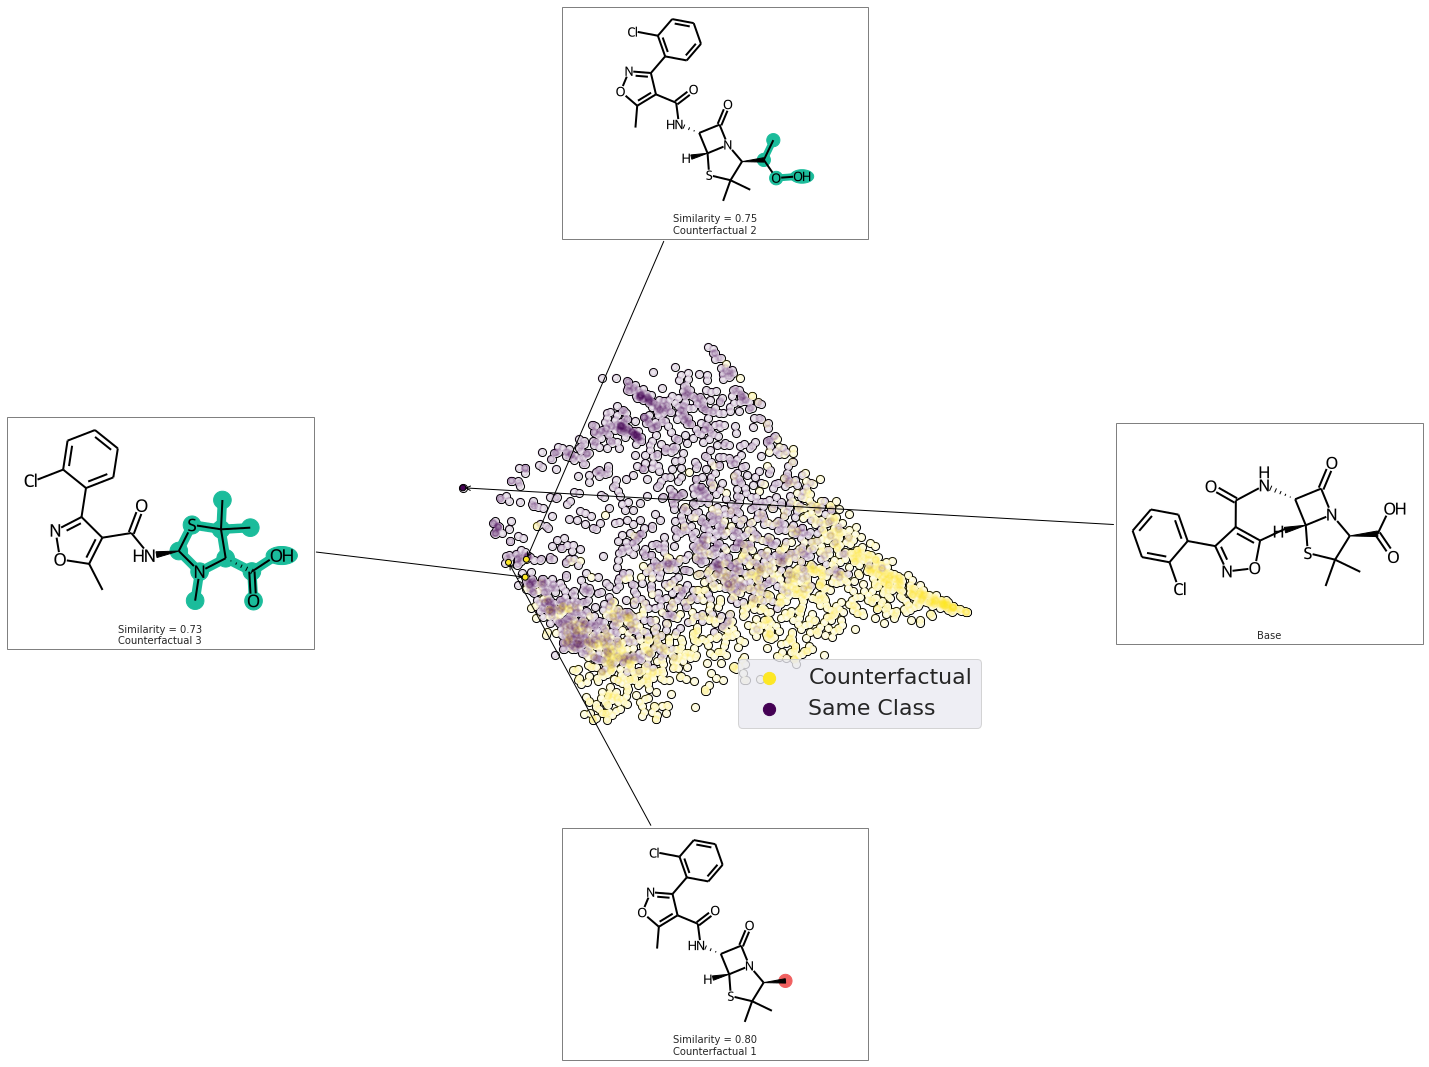 Cl
N
O
O
HN
O
N
H
S
O
OH
Similarity = 0.75
Counterfactual 2
Cl
N
O
O
HN
S
N
OH
O
Similarity = 0.73
Counterfactual 3
H
N
O
O
N
OH
O
H
S
O
N
Cl
Base
Counterfactual
Same Class
Cl
N
O
O
HN
O
N
H
S
Similarity = 0.80
Counterfactual 1